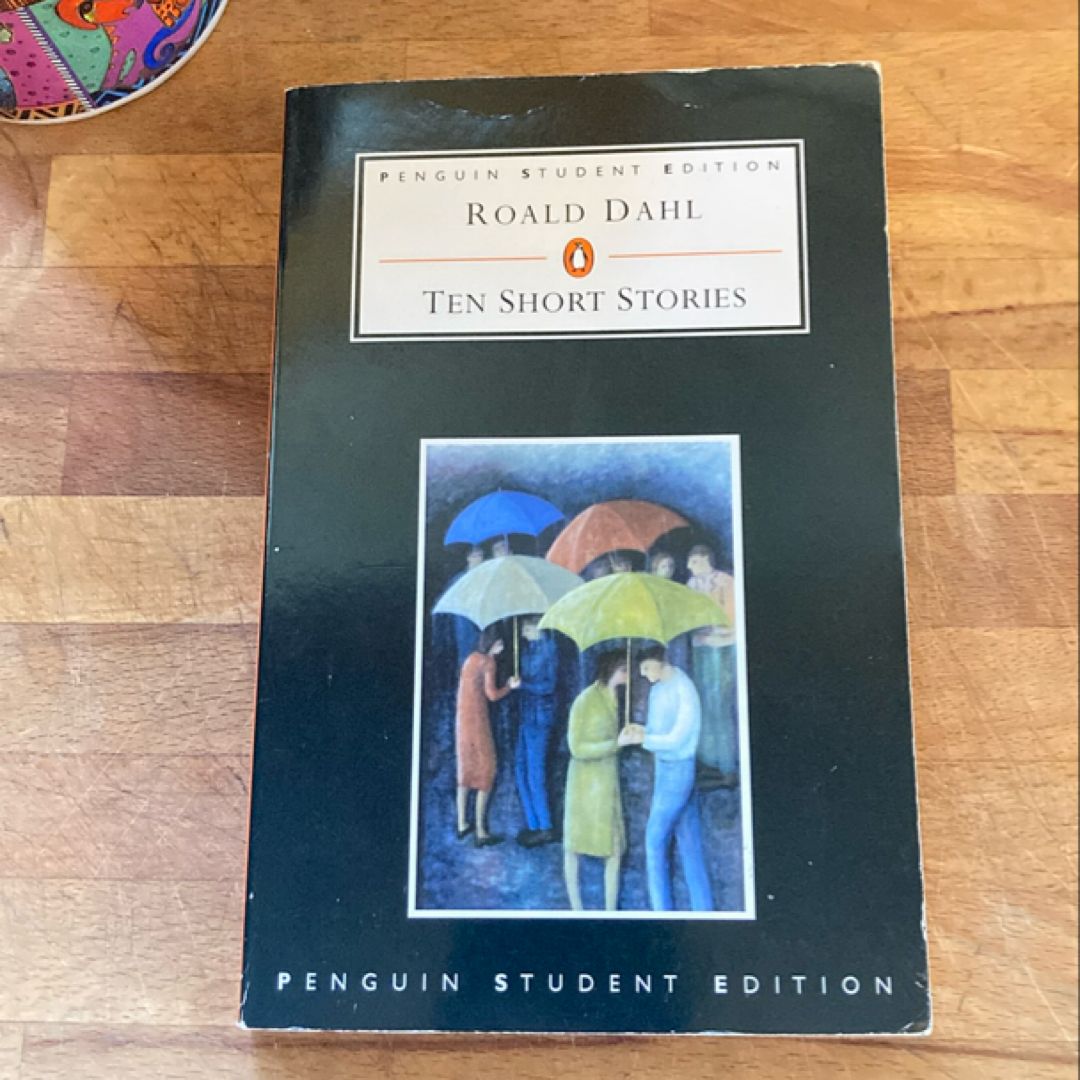 PENGUIN STUDENT EDITION
ROALD DAHL
TEN SHORT STORIES
PENGUIN STUDENT EDITION